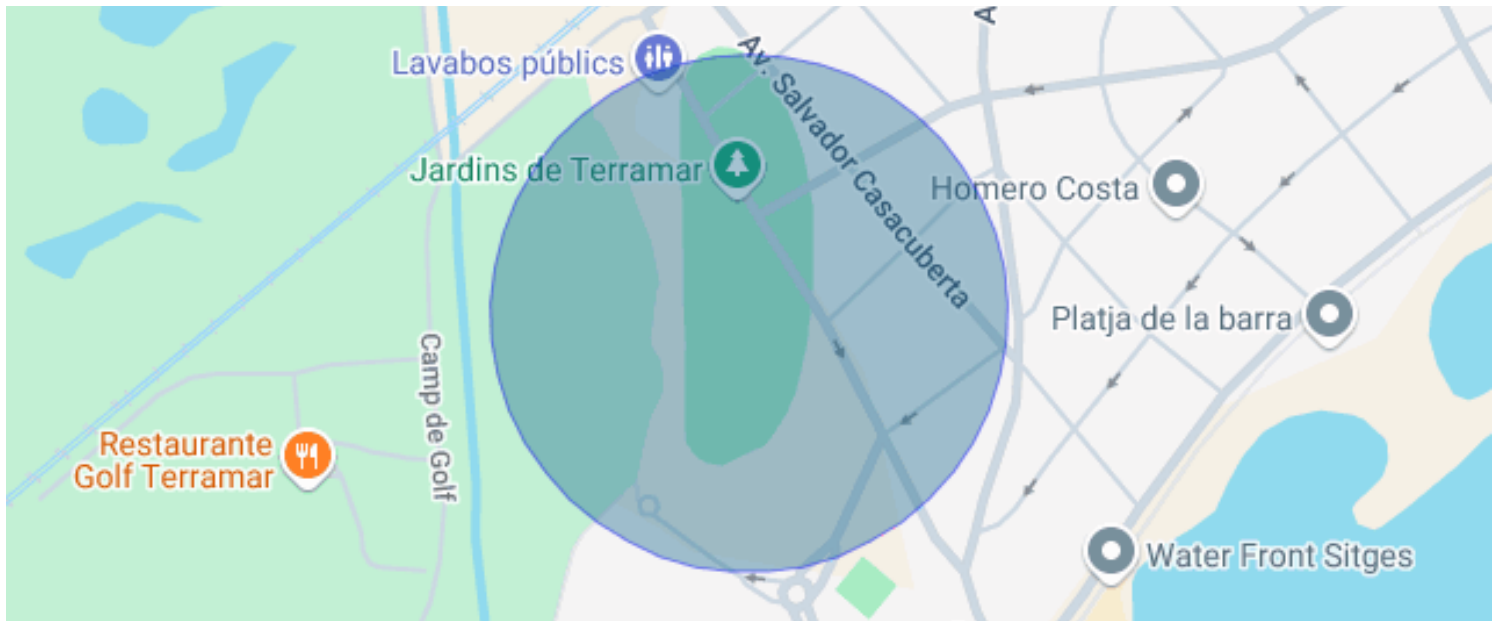 A
Lavabos públics
Av. Salvador Casacuberta
Jardins de Terramar
Homero Costa
Platja de la barra
Camp de Golf
Restaurante
Golf Terramar
Water Front Sitges